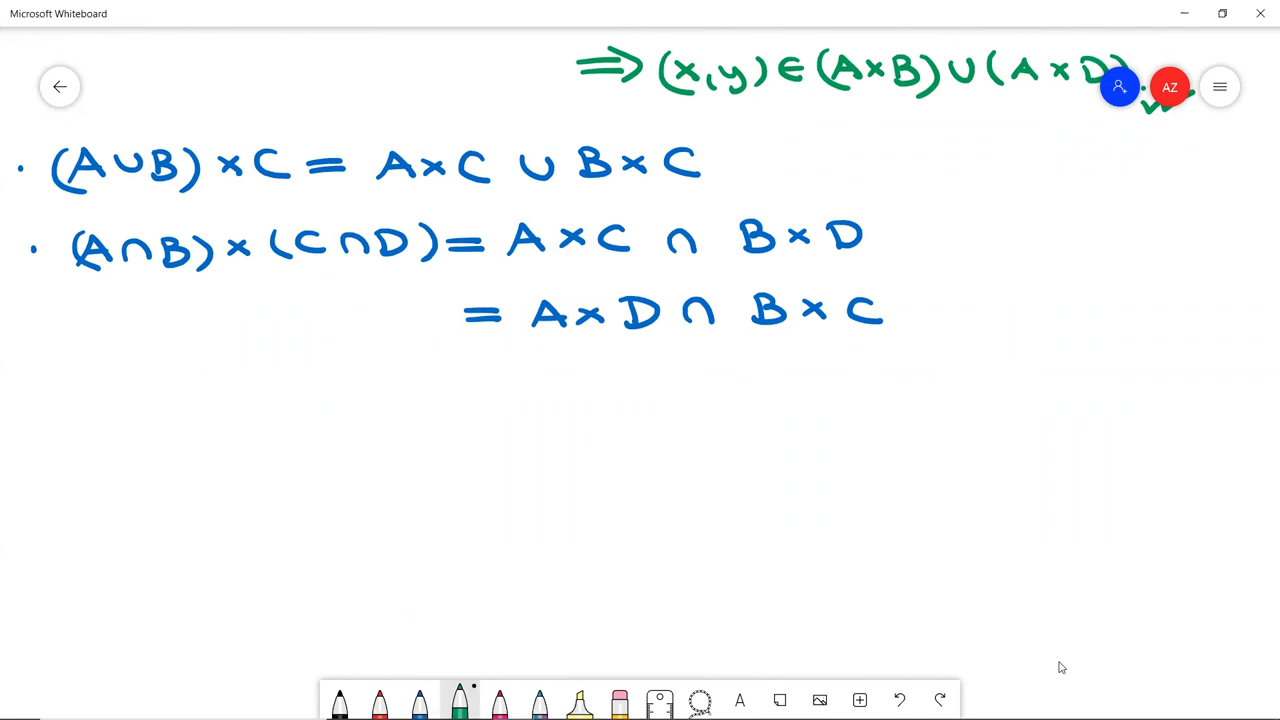 Microsoft Whiteboard
⇒ (x,y) ∈ (A×B) ∪ (A×D).
AZ
· (A∪B) × C = A×C ∪ B×C
· (A∩B) × (C∩D) = A×C ∩ B×D
= A×D ∩ B×C
A